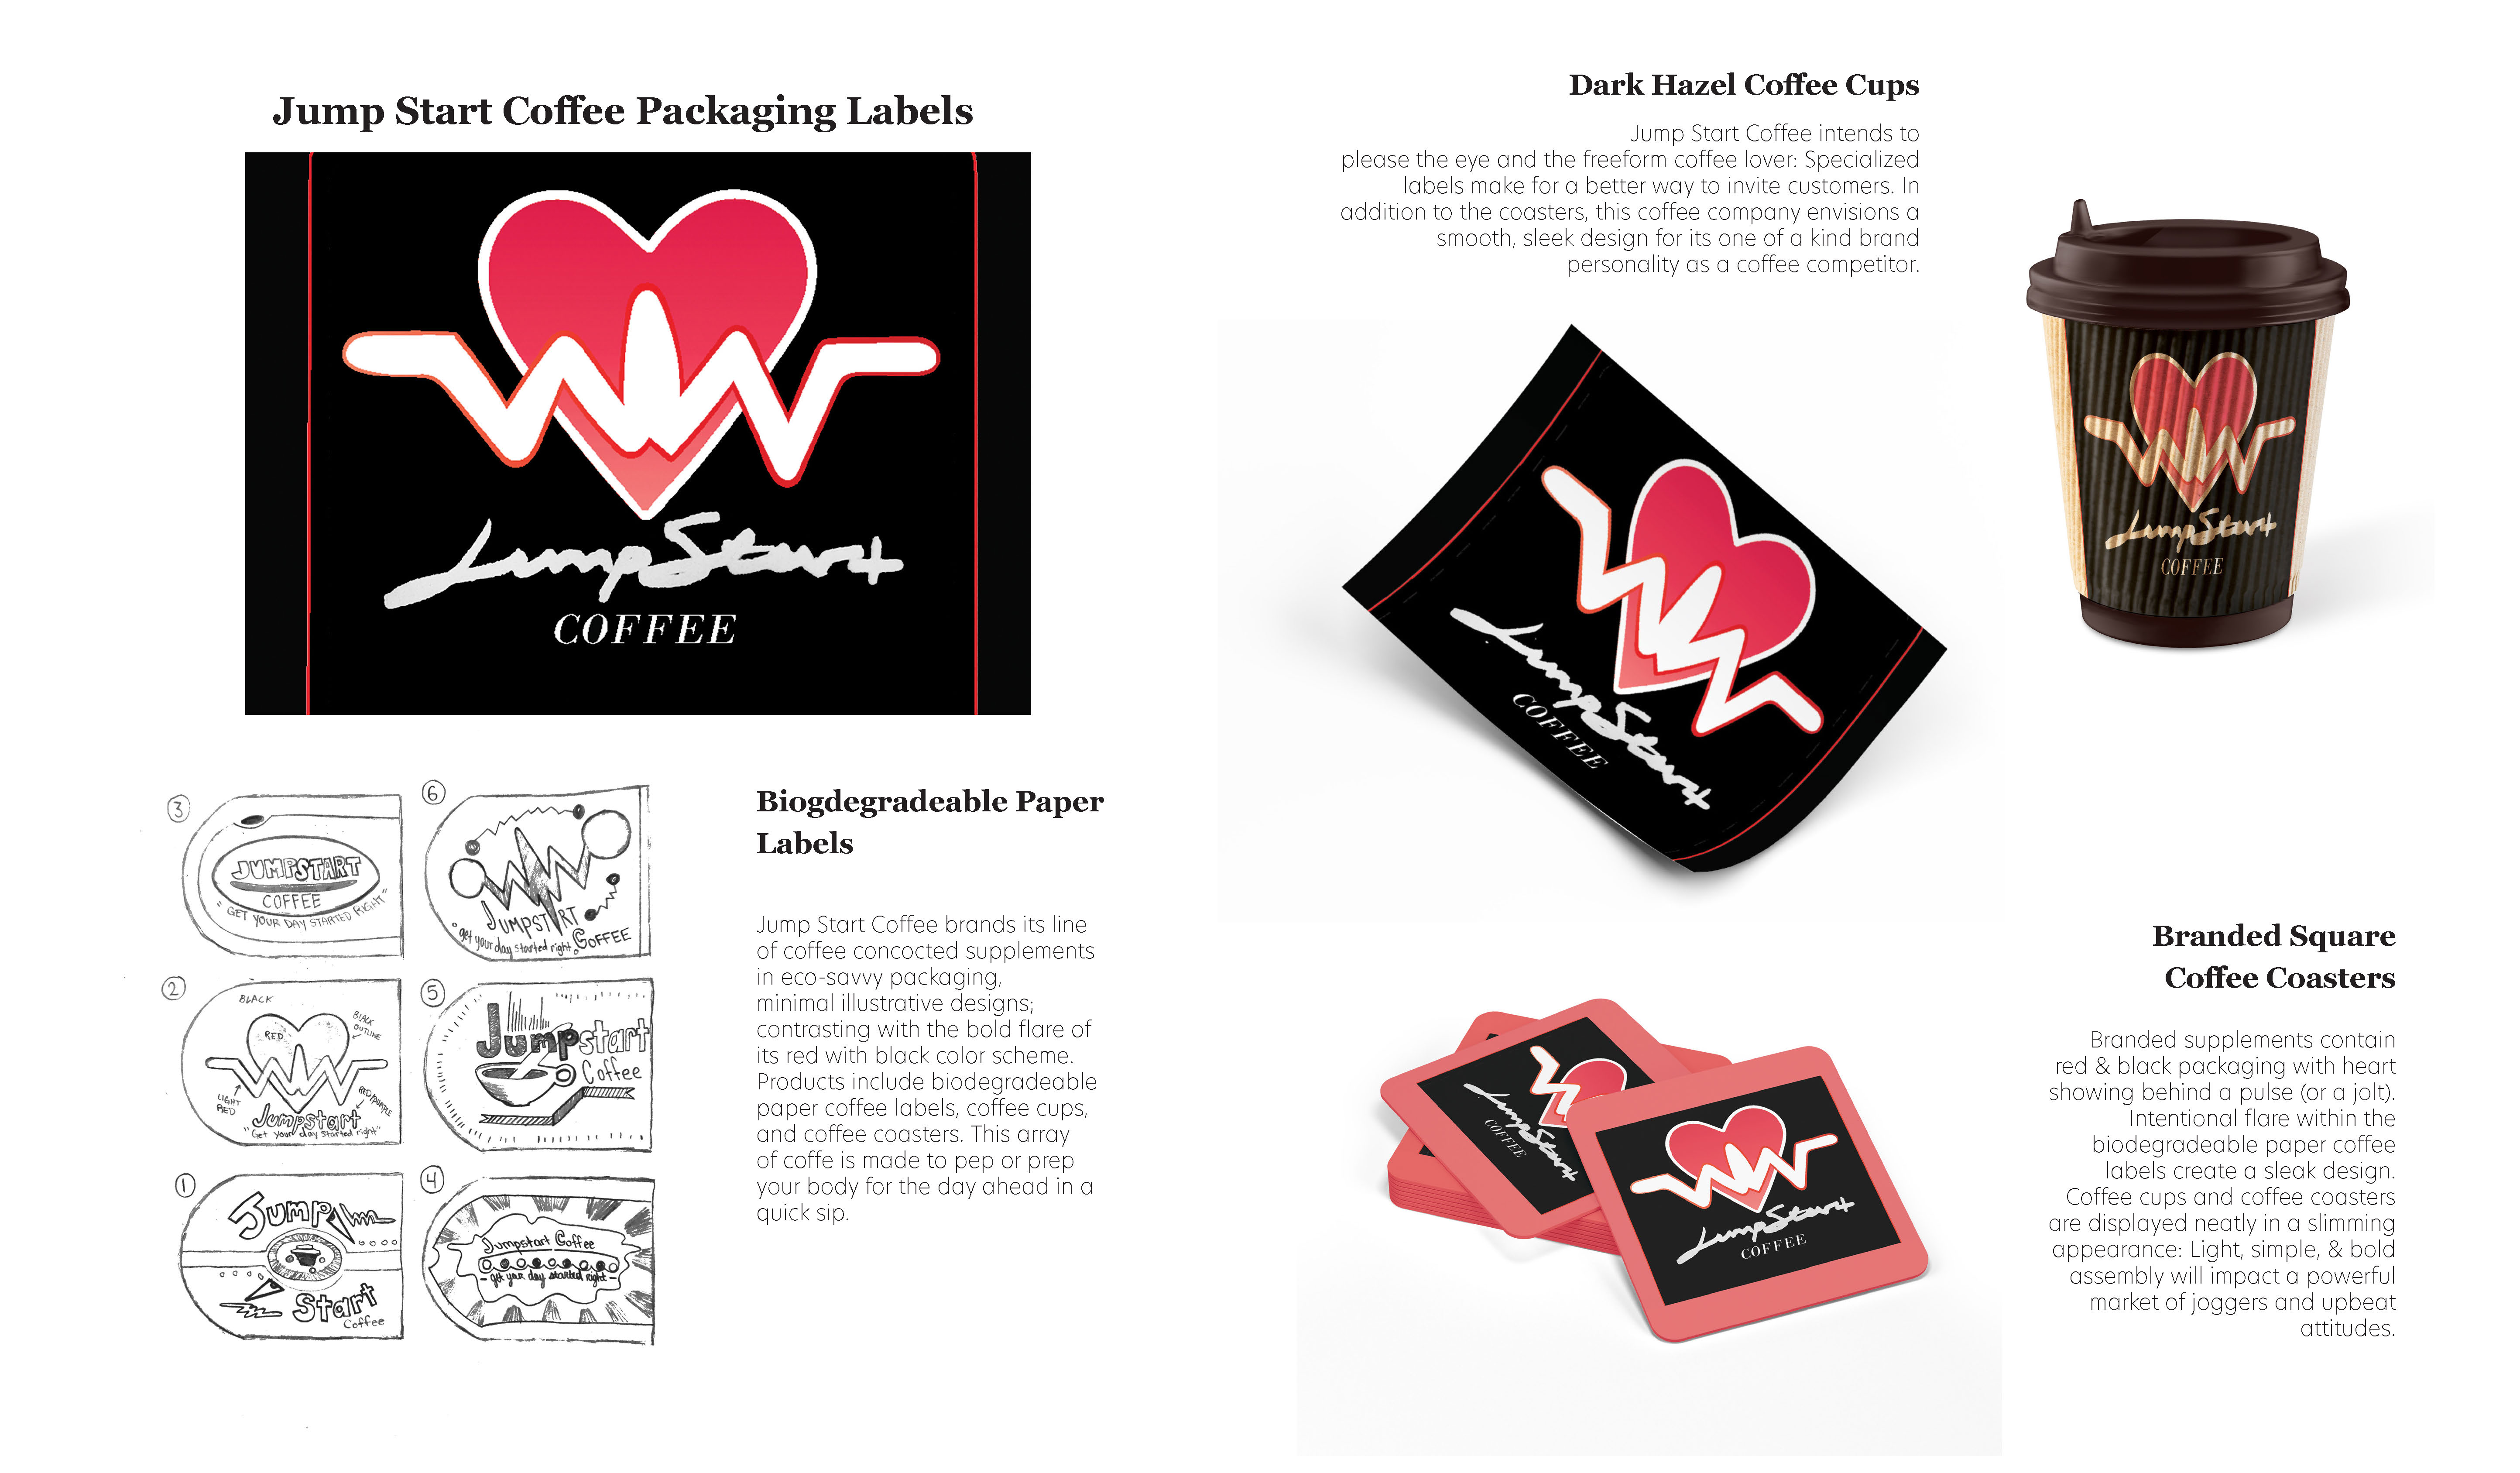 Jump Start Coffee Packaging Labels
JumpStart
COFFEE
3
JUMPSTART
COFFEE
"GET YOUR DAY STARTED RIGHT"
6
JUMPSTART
"get your day started right"
COFFEE
2
BLACK
RED
BLACK
OUTLINE
LIGHT
RED
RED/PURPLE
Jumpstart
"Get your day started right"
5
Jumpstart
Coffee
1
Jump
Start
Coffee
4
Jumpstart Coffee
- get your day started right -
Biogdegradeable Paper
Labels
Jump Start Coffee brands its line
of coffee concocted supplements
in eco-savvy packaging,
minimal illustrative designs;
contrasting with the bold flare of
its red with black color scheme.
Products include biodegradeable
paper coffee labels, coffee cups,
and coffee coasters. This array
of coffe is made to pep or prep
your body for the day ahead in a
quick sip.
Dark Hazel Coffee Cups
Jump Start Coffee intends to
please the eye and the freeform coffee lover: Specialized
labels make for a better way to invite customers. In
addition to the coasters, this coffee company envisions a
smooth, sleek design for its one of a kind brand
personality as a coffee competitor.
JumpStart
COFFEE
JumpStart
COFFEE
Branded Square
Coffee Coasters
Branded supplements contain
red & black packaging with heart
showing behind a pulse (or a jolt).
Intentional flare within the
biodegradeable paper coffee
labels create a sleak design.
Coffee cups and coffee coasters
are displayed neatly in a slimming
appearance: Light, simple, & bold
assembly will impact a powerful
market of joggers and upbeat
attitudes.
JumpStart
COFFEE
JumpStart
COFFEE